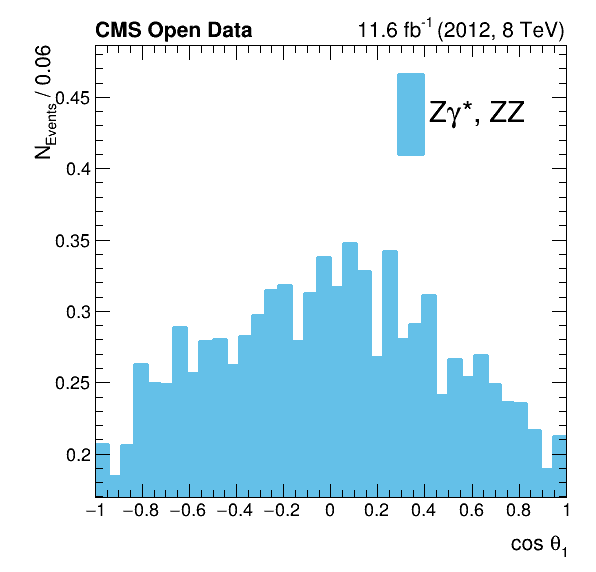 CMS Open Data 11.6 fb⁻¹ (2012, 8 TeV)
N_Events / 0.06
Zγ*, ZZ
0.45
0.4
0.35
0.3
0.25
0.2
−1 −0.8 −0.6 −0.4 −0.2 0 0.2 0.4 0.6 0.8 1
cos θ₁